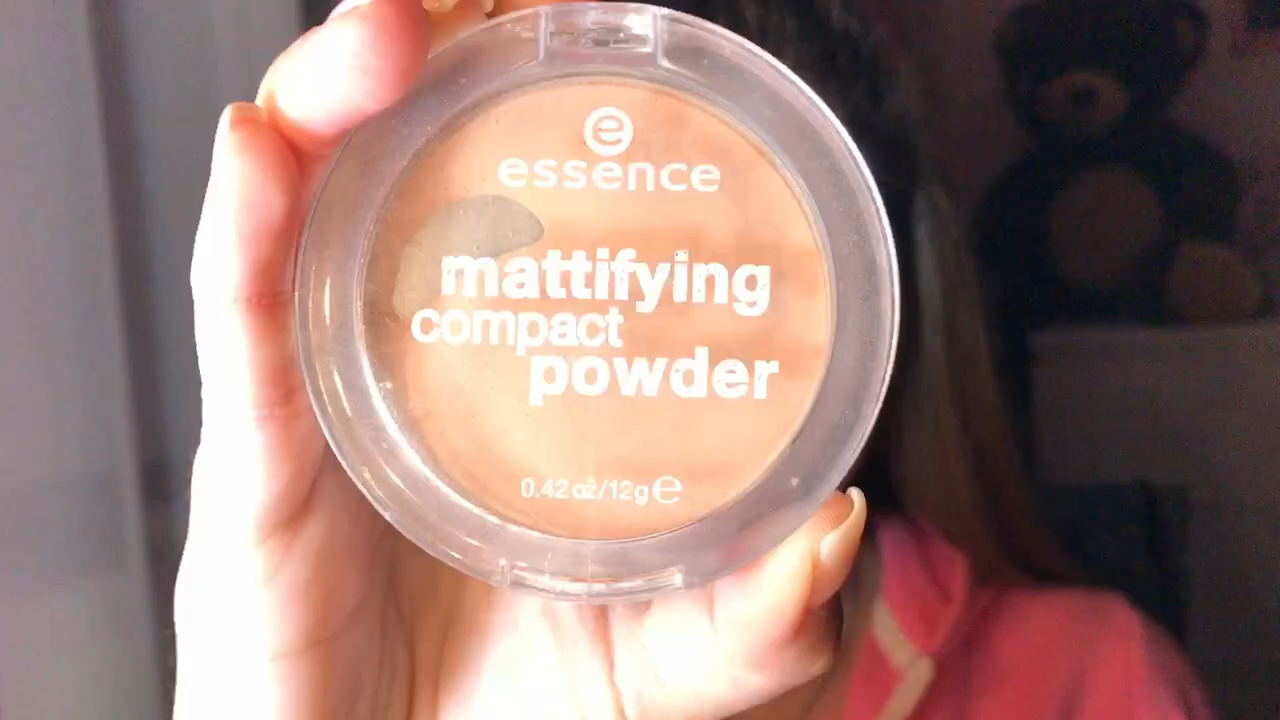 e
essence
mattifying
compact
powder
0.42 oz/12g e